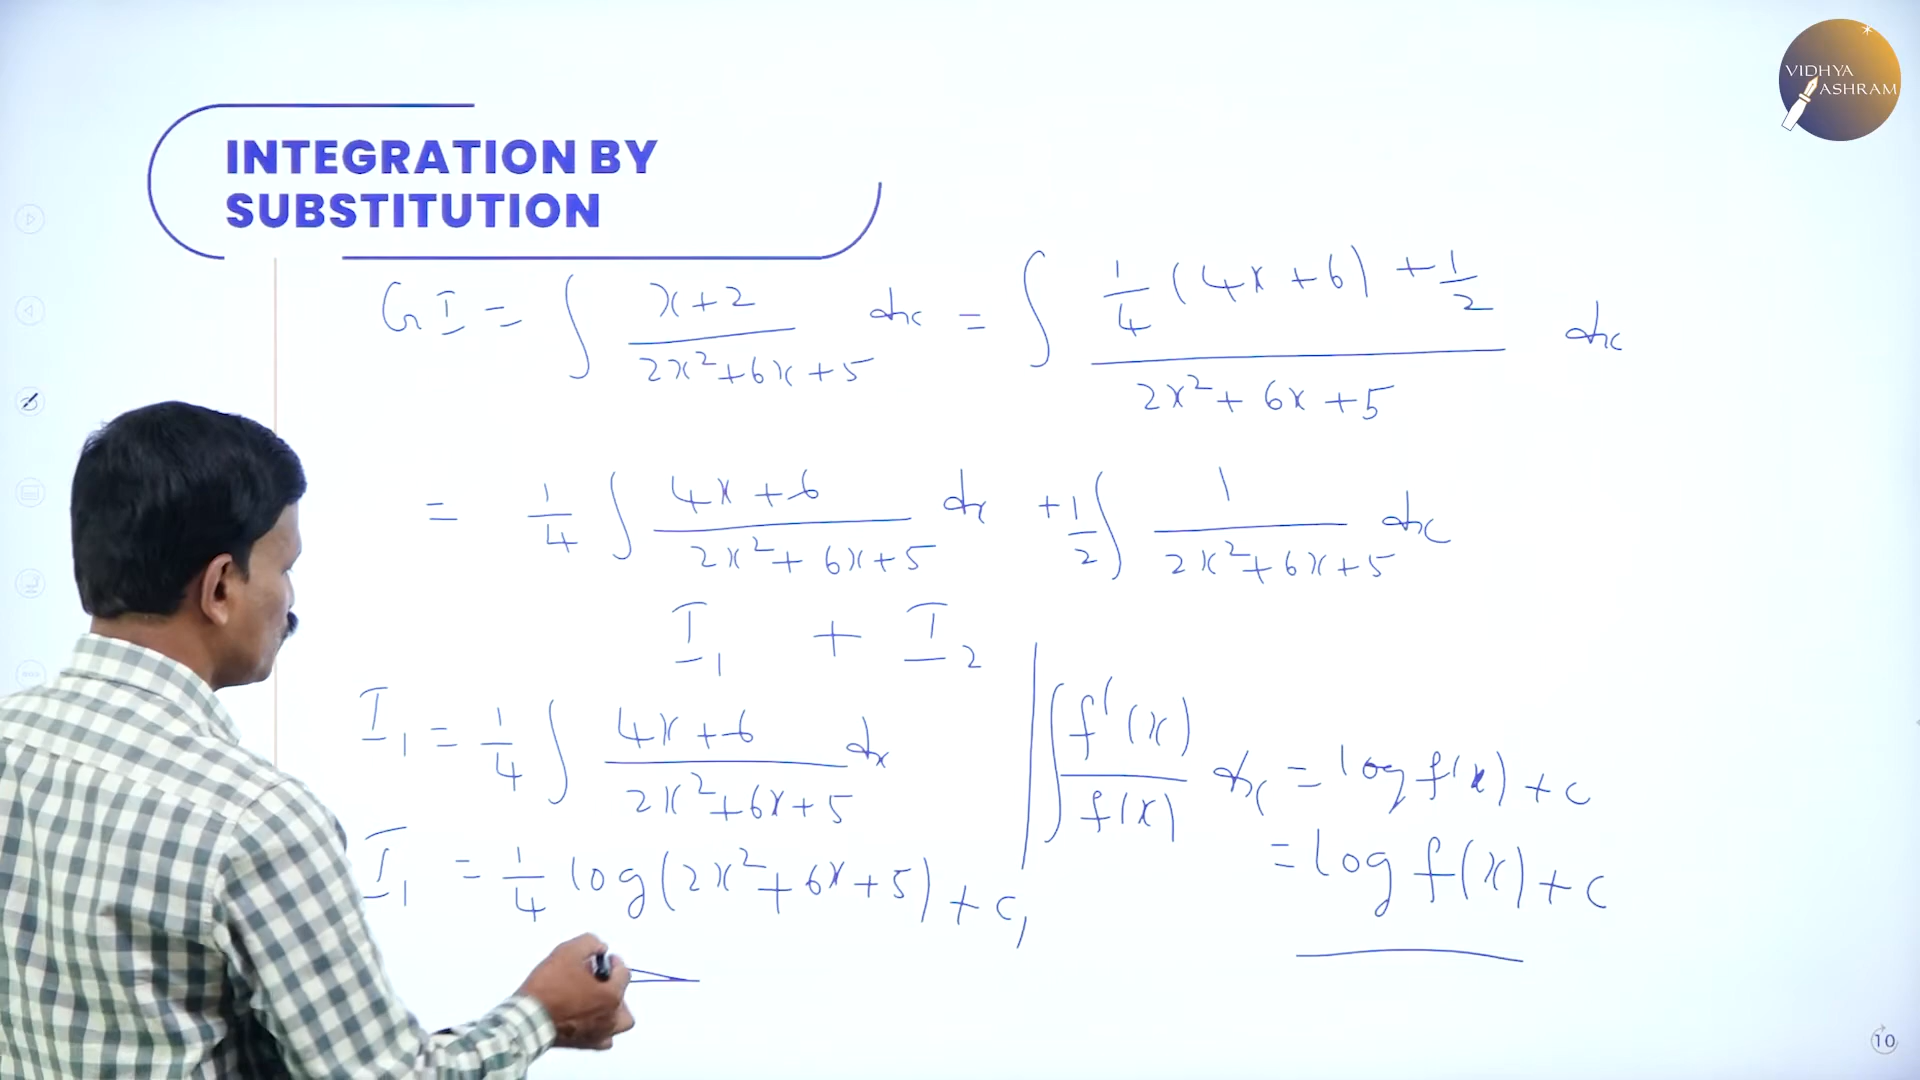 VIDHYA
ASHRAM
INTEGRATION BY
SUBSTITUTION
GI = ∫ (x+2)/(2x²+6x+5) dx = ∫ (1/4 (4x+6) + 1/2)/(2x²+6x+5) dx
= 1/4 ∫ (4x+6)/(2x²+6x+5) dx + 1/2 ∫ 1/(2x²+6x+5) dx
I₁ + I₂
I₁ = 1/4 ∫ (4x+6)/(2x²+6x+5) dx
I₁ = 1/4 log(2x²+6x+5) + c₁
∫ f'(x)/f(x) dx = log f(x) + c
= log f(x) + c
10